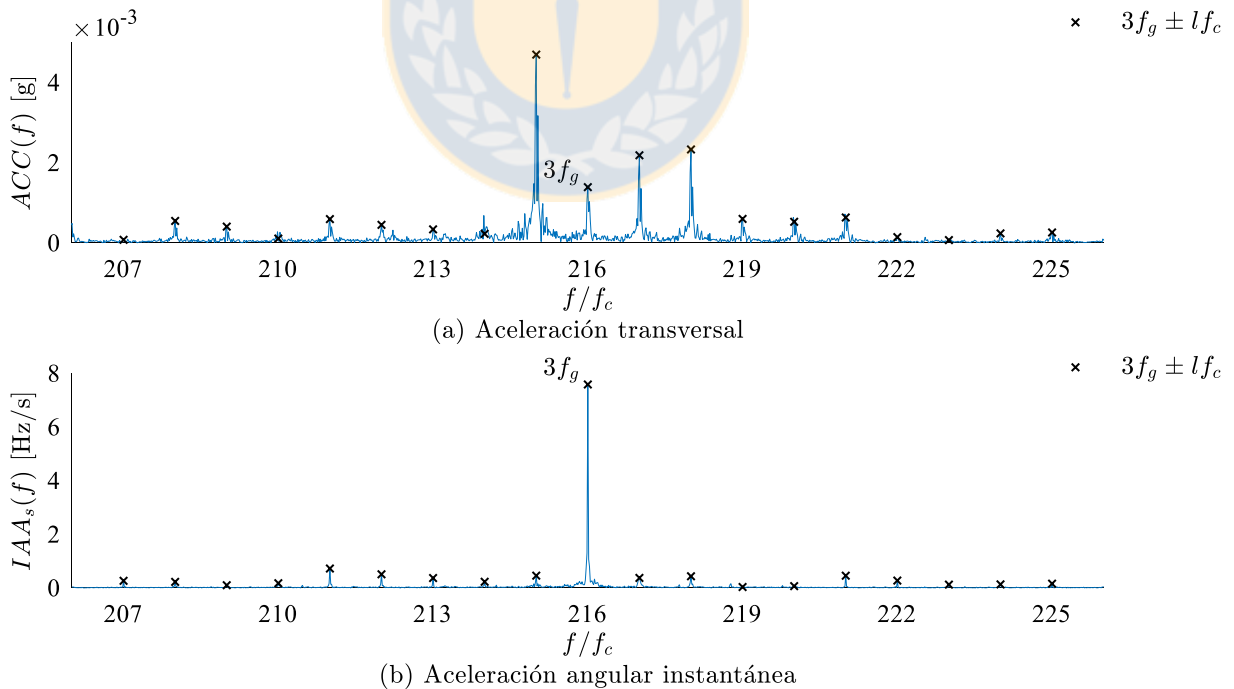 ×10⁻³
3f_g ± lf_c
ACC(f) [g]
4
2
0
3f_g
207 210 213 216 219 222 225
f/f_c
(a) Aceleración transversal
3f_g ± lf_c
IAA_s(f) [Hz/s]
8
6
4
2
0
3f_g
207 210 213 216 219 222 225
f/f_c
(b) Aceleración angular instantánea